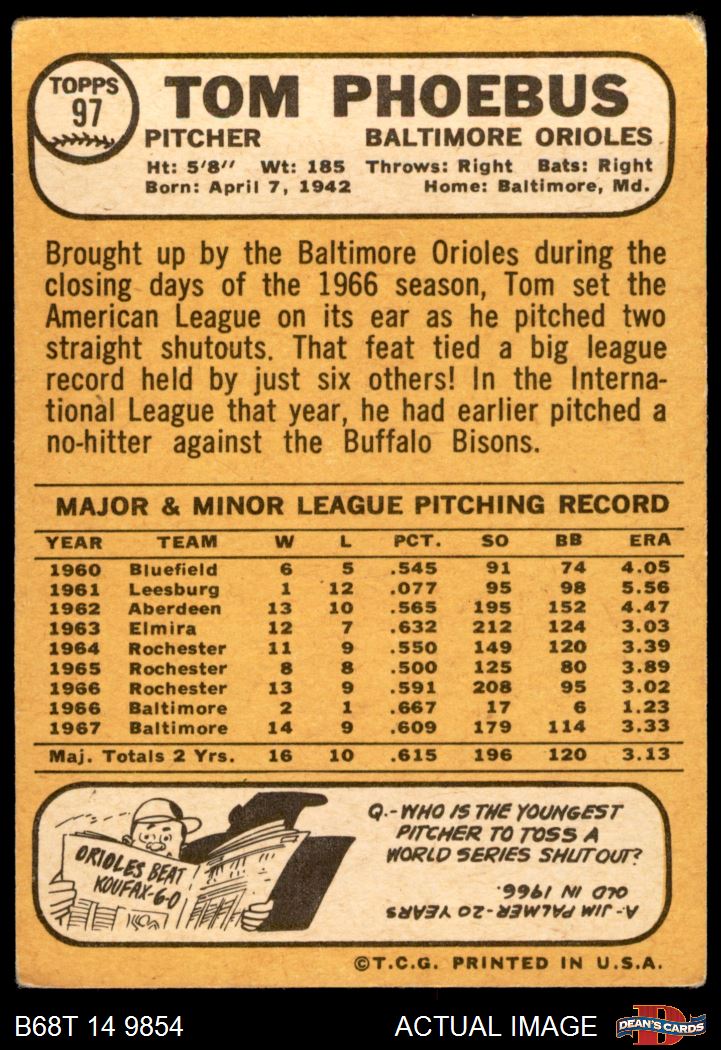 TOPPS
97
TOM PHOEBUS
PITCHER BALTIMORE ORIOLES
Ht: 5'8'' Wt: 185 Throws: Right Bats: Right
Born: April 7, 1942 Home: Baltimore, Md.
Brought up by the Baltimore Orioles during the
closing days of the 1966 season, Tom set the
American League on its ear as he pitched two
straight shutouts. That feat tied a big league
record held by just six others! In the Interna-
tional League that year, he had earlier pitched a
no-hitter against the Buffalo Bisons.
MAJOR & MINOR LEAGUE PITCHING RECORD
YEAR TEAM W L PCT. SO BB ERA
1960 Bluefield 6 5 .545 91 74 4.05
1961 Leesburg 1 12 .077 95 98 5.56
1962 Aberdeen 13 10 .565 195 152 4.47
1963 Elmira 12 7 .632 212 124 3.03
1964 Rochester 11 9 .550 149 120 3.39
1965 Rochester 8 8 .500 125 80 3.89
1966 Rochester 13 9 .591 208 95 3.02
1966 Baltimore 2 1 .667 17 6 1.23
1967 Baltimore 14 9 .609 179 114 3.33
Maj. Totals 2 Yrs. 16 10 .615 196 120 3.13
ORIOLES BEAT
KOUFAX-6-0
Q.-WHO IS THE YOUNGEST
PITCHER TO TOSS A
WORLD SERIES SHUTOUT?
A.-JIM PALMER-20 YEARS
OLD IN 1966.
©T.C.G. PRINTED IN U.S.A.
B68T 14 9854 ACTUAL IMAGE
D
DEAN'S CARDS